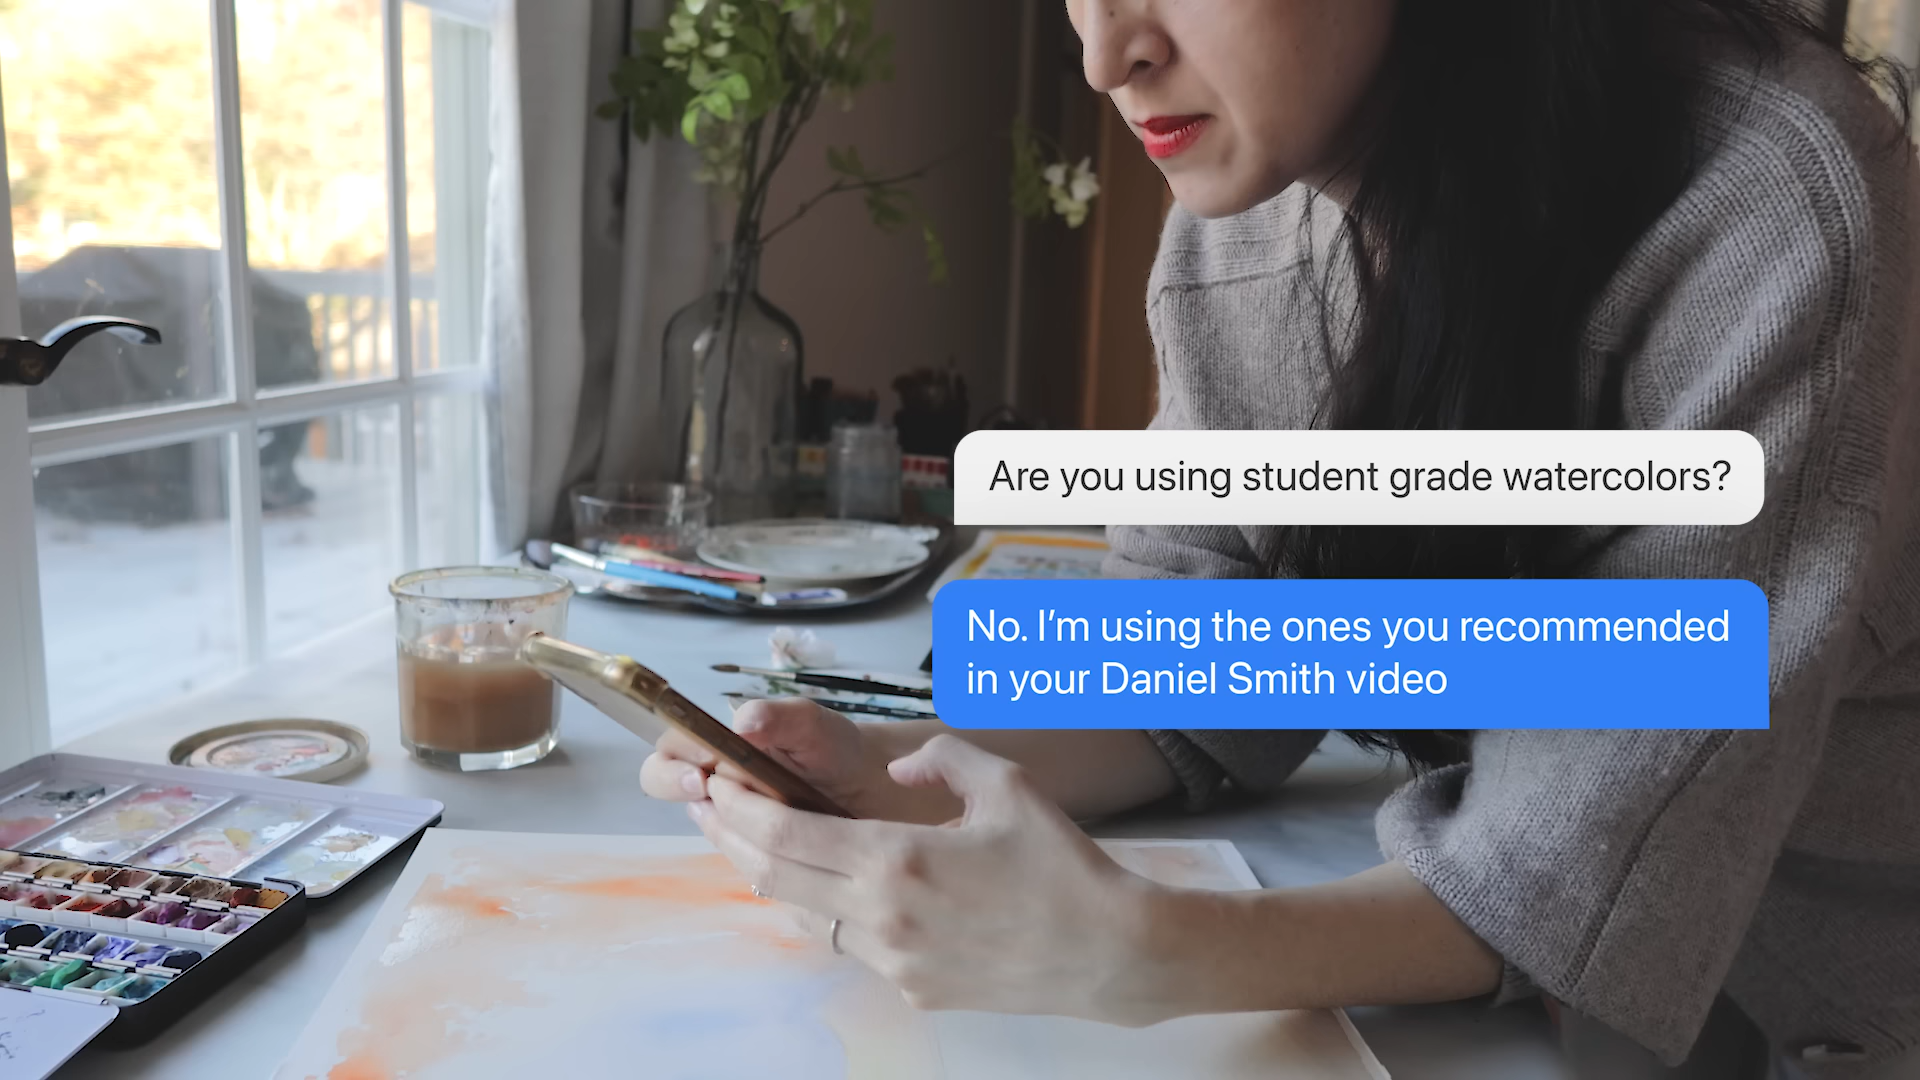 Are you using student grade watercolors?
No. I’m using the ones you recommended
in your Daniel Smith video